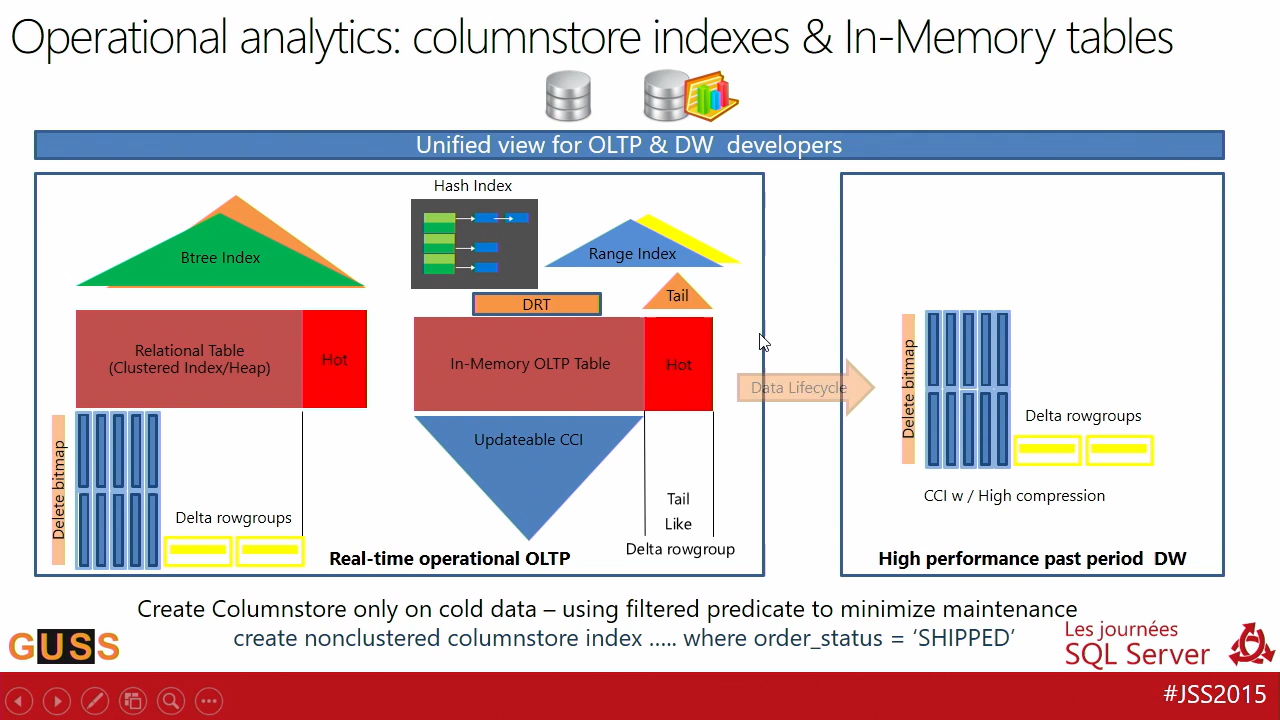 Operational analytics: columnstore indexes & In-Memory tables
Unified view for OLTP & DW developers
Hash Index
Btree Index
Range Index
DRT
Tail
Relational Table
(Clustered Index/Heap)
Hot
In-Memory OLTP Table
Hot
Data Lifecycle
Updateable CCI
Delete bitmap
Delta rowgroups
Tail
Like
Delta rowgroup
Real-time operational OLTP
Delete bitmap
Delta rowgroups
CCI w / High compression
High performance past period DW
Create Columnstore only on cold data – using filtered predicate to minimize maintenance
create nonclustered columnstore index ..... where order_status = ‘SHIPPED’
GUSS
Les journées
SQL Server
#JSS2015